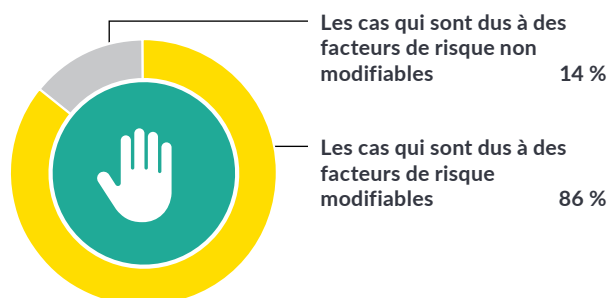 Les cas qui sont dus à des
facteurs de risque non
modifiables 14 %
Les cas qui sont dus à des
facteurs de risque
modifiables 86 %